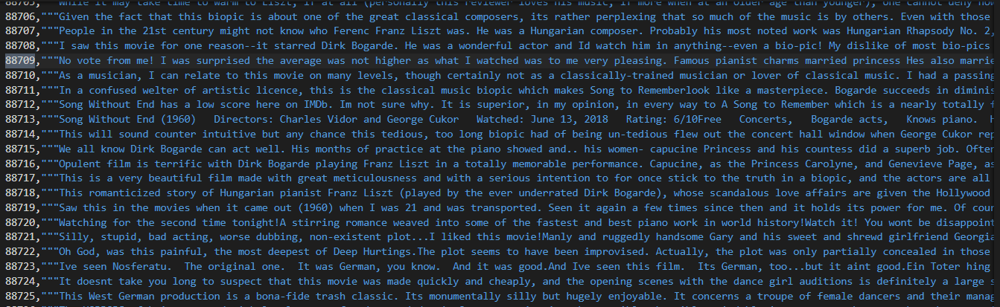 88705,"""While it may take time to warm to Liszt, if at all (personally this reviewer loves his music, if more when at an older age than younger), one cannot deny
88706,"""Given the fact that this biopic is about one of the great classical composers, its rather perplexing that so much of the music is by others. Even with those
88707,"""People in the 21st century might not know who Ferenc Franz Liszt was. He was a Hungarian composer. Probably his most noted work was Hungarian Rhapsody No. 2,
88708,"""I saw this movie for one reason--it starred Dirk Bogarde. He was a wonderful actor and Id watch him in anything--even a bio-pic! My dislike of most bio-pics
88709,"""No vote from me! I was surprised the average was not higher as what I watched was to me very pleasing. Famous pianist charms married princess Hes also marri
88710,"""As a musician, I can relate to this movie on many levels, though certainly not as a classically-trained musician or lover of classical music. I had a passing
88711,"""In a confused welter of artistic licence, this is the classical music biopic which makes Song to Rememberlook like a masterpiece. Bogarde succeeds in diminis
88712,"""Song Without End has a low score here on IMDb. Im not sure why. It is superior, in my opinion, in every way to A Song to Remember which is a nearly totally
88713,"""Song Without End (1960)   Directors: Charles Vidor and George Cukor   Watched: June 13, 2018   Rating: 6/10Free   Concerts,   Bogarde acts,   Knows piano.
88714,"""This will sound counter intuitive but any chance this tedious, too long biopic had of being un-tedious flew out the concert hall window when George Cukor rep
88715,"""We all know Dirk Bogarde can act well. His months of practice at the piano showed and.. his women- capucine Princess and his countess did a superb job. Often
88716,"""Opulent film is terrific with Dirk Bogarde playing Franz Liszt in a totally memorable performance. Capucine, as the Princess Carolyne, and Genevieve Page, as
88717,"""This is a very beautiful film made with great meticulousness and with a serious intention to for once stick to the truth in a biopic, and the actors are all
88718,"""This romanticized story of Hungarian pianist Franz Liszt (played by the ever underrated Dirk Bogarde), whose scandalous love affairs are given the Hollywood
88719,"""Saw this in the movies when it came out (1960) when I was 21 and was transported. Seen it again a few times since then and it holds its power for me. Of cour
88720,"""Watching for the second time tonight!A stirring romance weaved into some of the fastest and best piano work in world history!Watch it! You wont be disappoint
88721,"""Silly, stupid, bad acting, worse dubbing, non-existent plot...I liked this movie!Manly and ruggedly handsome Gary and his sweet and shrewd girlfriend Georgia
88722,"""Oh God, was this painful, the most deepest of Deep Hurtings.The plot seems to have been improvised. Actually, the plot was only partially concealed in those
88723,"""Ive seen Nosferatu.  The original one.  It was German, you know.  And it was good.And Ive seen this film.  Its German, too...but it aint good.Ein Toter hing
88724,"""It doesnt take you long to suspect that this movie was made quickly and cheaply, and the opening scenes with the dance girl auditions is definitely a large
88725,"""This West German production is a bona-fide trash classic. Its monumentally silly but hugely enjoyable. It concerns a troupe of female dancers and their manag